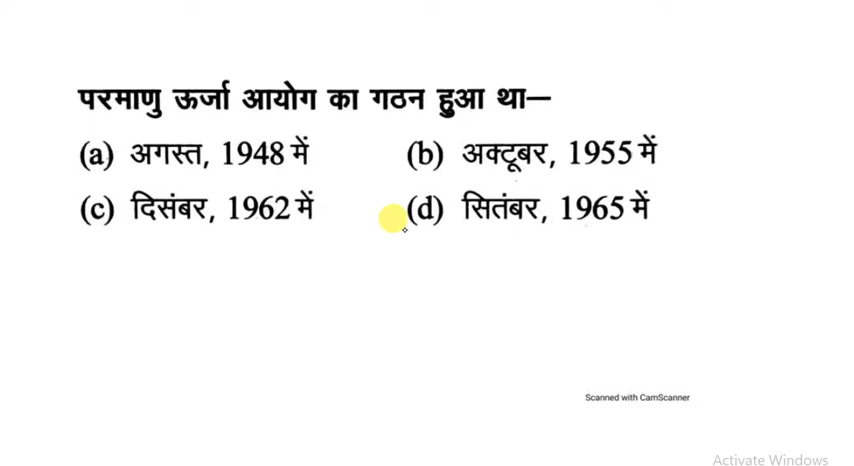 परमाणु ऊर्जा आयोग का गठन हुआ था–
(a) अगस्त, 1948 में (b) अक्टूबर, 1955 में
(c) दिसंबर, 1962 में (d) सितंबर, 1965 में
Scanned with CamScanner
Activate Windows